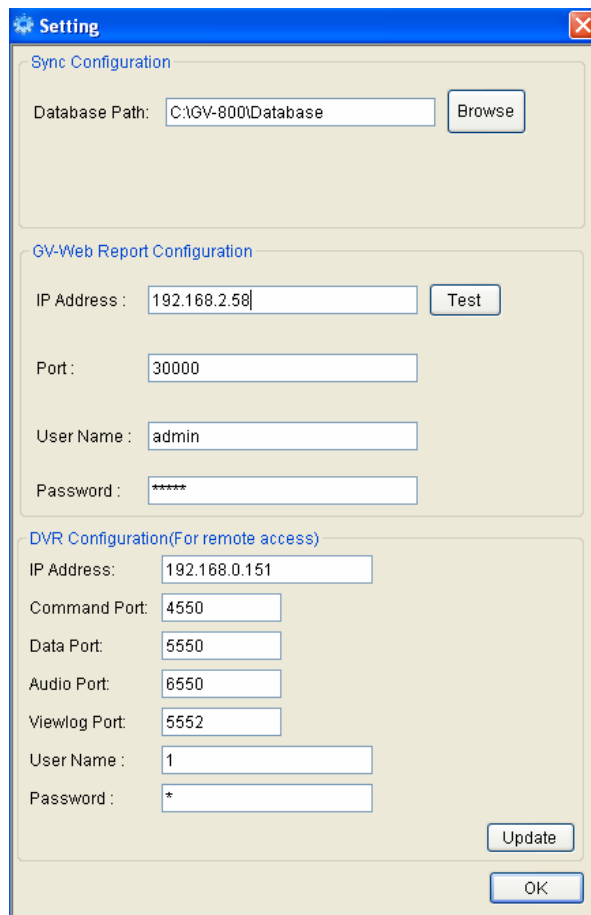 Setting
Sync Configuration
Database Path: C:\GV-800\Database Browse
GV-Web Report Configuration
IP Address : 192.168.2.58 Test
Port : 30000
User Name : admin
Password : *****
DVR Configuration(For remote access)
IP Address: 192.168.0.151
Command Port: 4550
Data Port: 5550
Audio Port: 6550
Viewlog Port: 5552
User Name : 1
Password : *
Update
OK